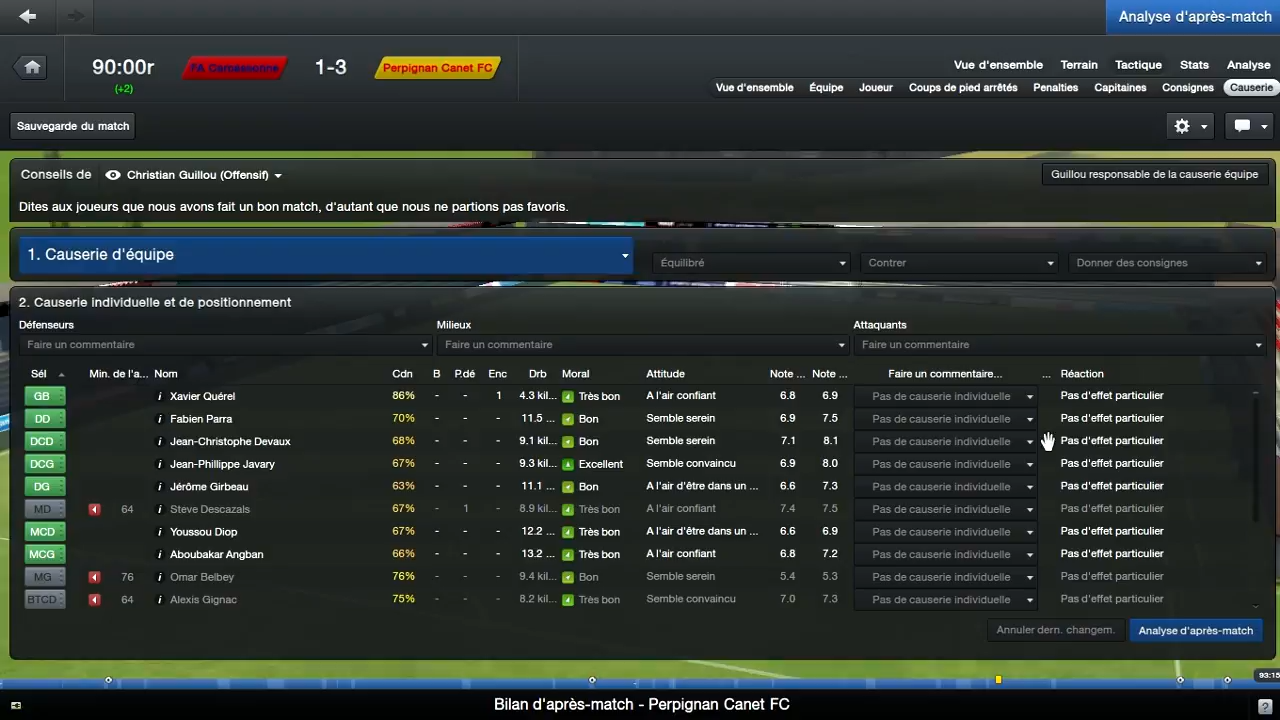 Analyse d'après-match
90:00r FA Carcassonne 1-3 Perpignan Canet FC
(+2)
Vue d'ensemble Terrain Tactique Stats Analyse
Vue d'ensemble Équipe Joueur Coups de pied arrêtés Penalties Capitaines Consignes Causerie
Sauvegarde du match
Conseils de Christian Guillou (Offensif) Guillou responsable de la causerie équipe
Dites aux joueurs que nous avons fait un bon match, d'autant que nous ne partions pas favoris.
1. Causerie d'équipe Équilibré Contrer Donner des consignes
2. Causerie individuelle et de positionnement
Défenseurs Milieux Attaquants
Faire un commentaire Faire un commentaire Faire un commentaire
Sél Min. de l'a... Nom Cdn B P.dé Enc Drb Moral Attitude Note ... Note ... Faire un commentaire... ... Réaction
GB i Xavier Quérel 86% - - 1 4.3 kil... Très bon A l'air confiant 6.8 6.9 Pas de causerie individuelle Pas d'effet particulier
DD i Fabien Parra 70% - - - 11.5 ... Bon Semble serein 6.9 7.5 Pas de causerie individuelle Pas d'effet particulier
DCD i Jean-Christophe Devaux 68% - - - 9.1 kil... Bon Semble serein 7.1 8.1 Pas de causerie individuelle Pas d'effet particulier
DCG i Jean-Phillippe Javary 67% - - - 9.3 kil... Excellent Semble convaincu 6.9 8.0 Pas de causerie individuelle Pas d'effet particulier
DG i Jérôme Girbeau 63% - - - 11.1 ... Bon A l'air d'être dans un ... 6.6 7.3 Pas de causerie individuelle Pas d'effet particulier
MD 64 i Steve Descazals 67% - 1 - 8.9 kil... Très bon A l'air confiant 7.4 7.5 Pas de causerie individuelle Pas d'effet particulier
MCD i Youssou Diop 67% - - - 12.2 ... Très bon A l'air d'être dans un ... 6.6 6.9 Pas de causerie individuelle Pas d'effet particulier
MCG i Aboubakar Angban 66% - - - 13.2 ... Très bon A l'air confiant 6.8 7.2 Pas de causerie individuelle Pas d'effet particulier
MG 76 i Omar Belbey 76% - - - 9.4 kil... Bon Semble serein 5.4 5.3 Pas de causerie individuelle Pas d'effet particulier
BTCD 64 i Alexis Gignac 75% - - - 8.2 kil... Très bon Semble convaincu 7.0 7.3 Pas de causerie individuelle Pas d'effet particulier
Annuler dern. changem. Analyse d'après-match
93:15
Bilan d'après-match - Perpignan Canet FC ?